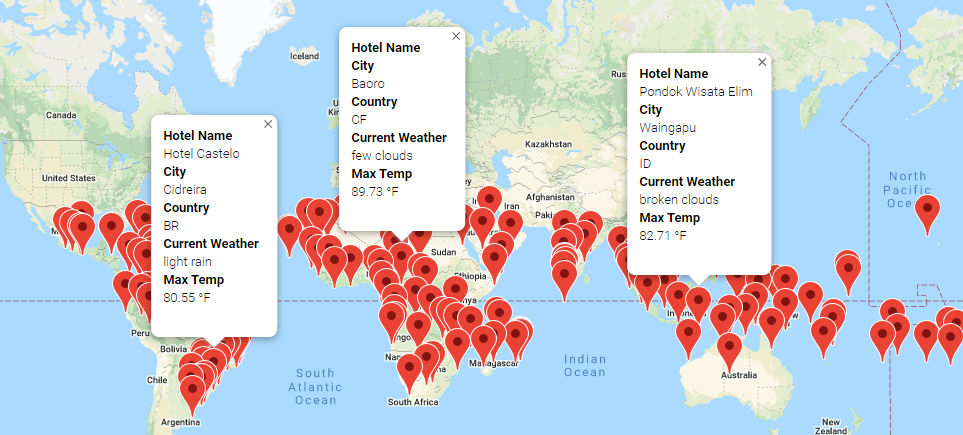 Iceland
Canada
United States
Hotel Name
Hotel Castelo
City
Cidreira
Country
BR
Current Weather
light rain
Max Temp
80.55 °F
Hotel Name
City
Baoro
Country
CF
Current Weather
few clouds
Max Temp
89.73 °F
Hotel Name
Pondok Wisata Elim
City
Waingapu
Country
ID
Current Weather
broken clouds
Max Temp
82.71 °F
Kazakhstan
Afghanistan
Iran
Sudan
Ethiopia
North
Pacific
Peru
Bolivia
Chile
Argentina
South
Atlantic
Ocean
South Africa
Madagascar
Indian
Ocean
Australia
New
Zealand